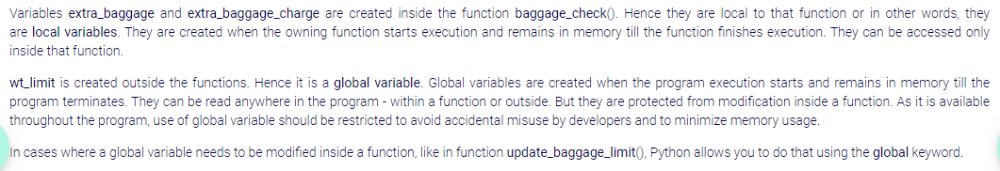 Variables extra_baggage and extra_baggage_charge are created inside the function baggage_check(). Hence they are local to that function or in other words, they
are local variables. They are created when the owning function starts execution and remains in memory till the function finishes execution. They can be accessed only
inside that function.
wt_limit is created outside the functions. Hence it is a global variable. Global variables are created when the program execution starts and remains in memory till the
program terminates. They can be read anywhere in the program - within a function or outside. But they are protected from modification inside a function. As it is available
throughout the program, use of global variable should be restricted to avoid accidental misuse by developers and to minimize memory usage.
In cases where a global variable needs to be modified inside a function, like in function update_baggage_limit(), Python allows you to do that using the global keyword.